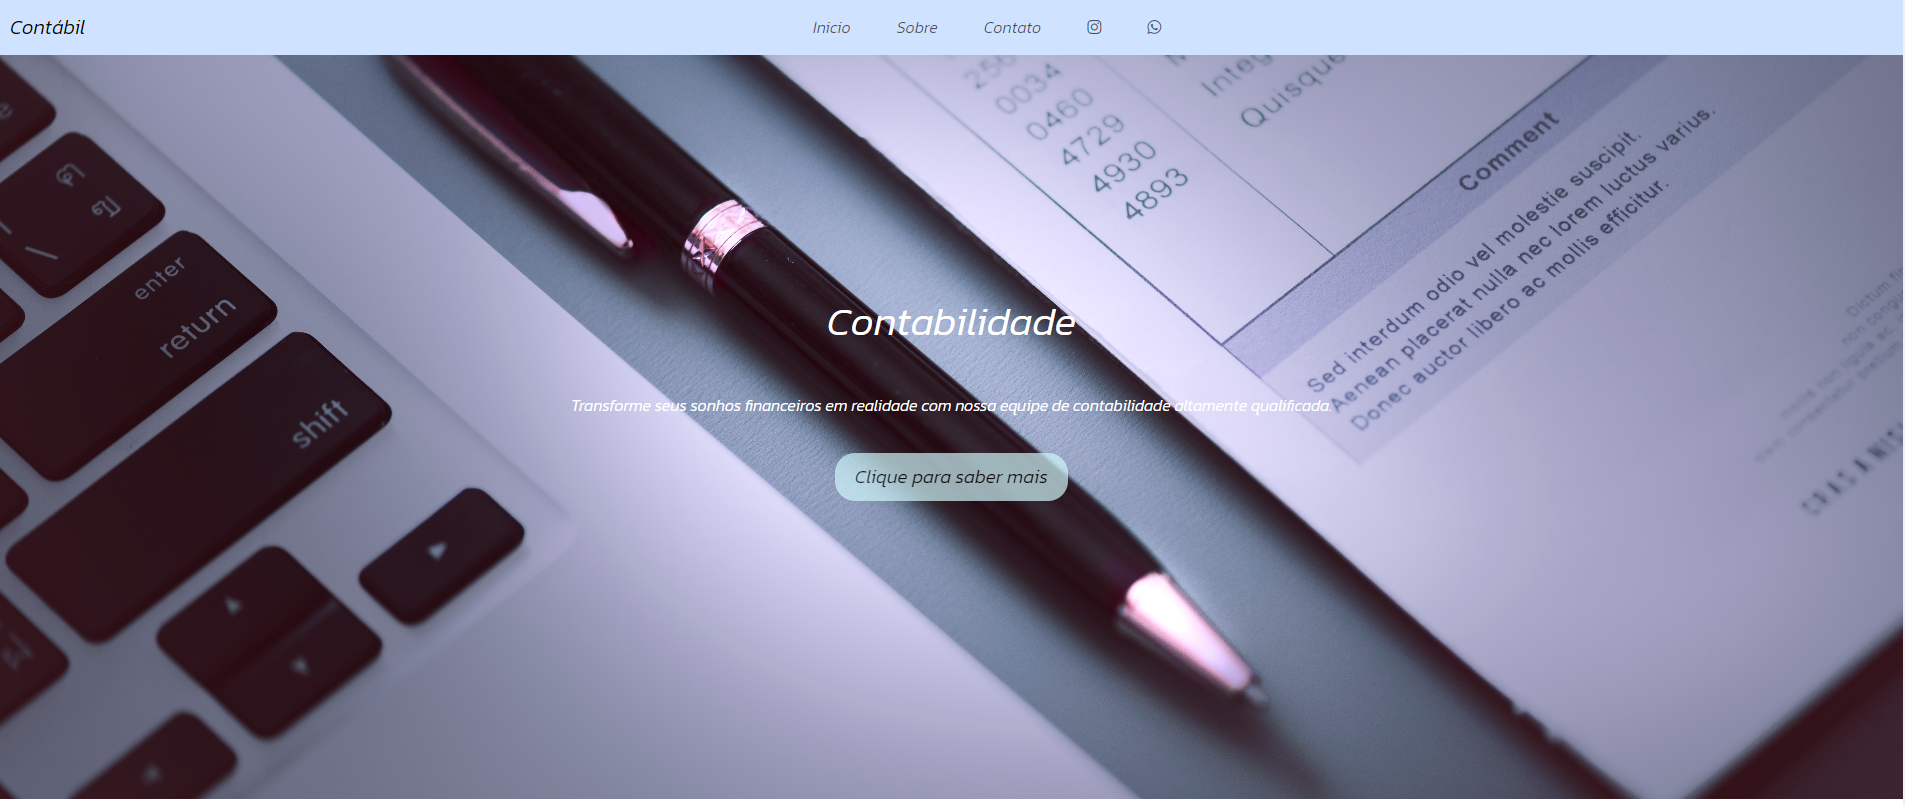 Contábil
Inicio
Sobre
Contato
0034
0460
4729
4930
4893
Quisque
Comment
Sed interdum odio vel molestie suscipit.
Aenean placerat nulla nec lorem luctus varius.
Donec auctor libero ac mollis efficitur.
enter
return
shift
Contabilidade
Transforme seus sonhos financeiros em realidade com nossa equipe de contabilidade altamente qualificada.
Clique para saber mais